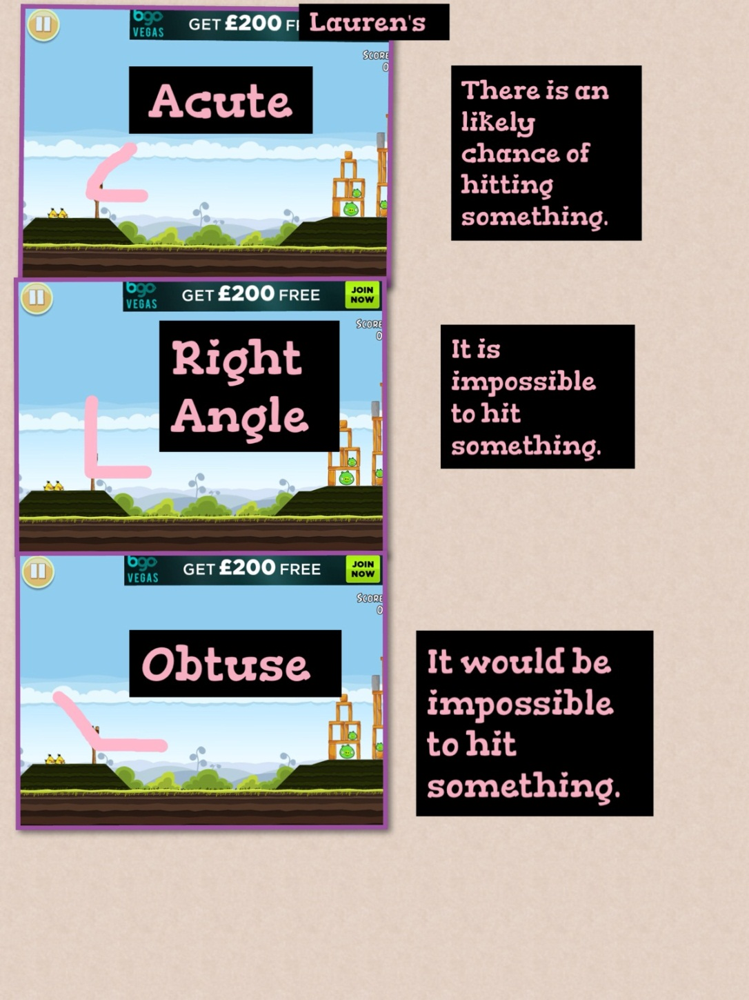 bgo
VEGAS
GET £200
Lauren's
SCORE
0
Acute
There is an
likely
chance of
hitting
something.
bgo
VEGAS
GET £200 FREE
JOIN
NOW
SCORE
0
Right
Angle
It is
impossible
to hit
something.
bgo
VEGAS
GET £200 FREE
JOIN
NOW
SCORE
0
Obtuse
It would be
impossible
to hit
something.